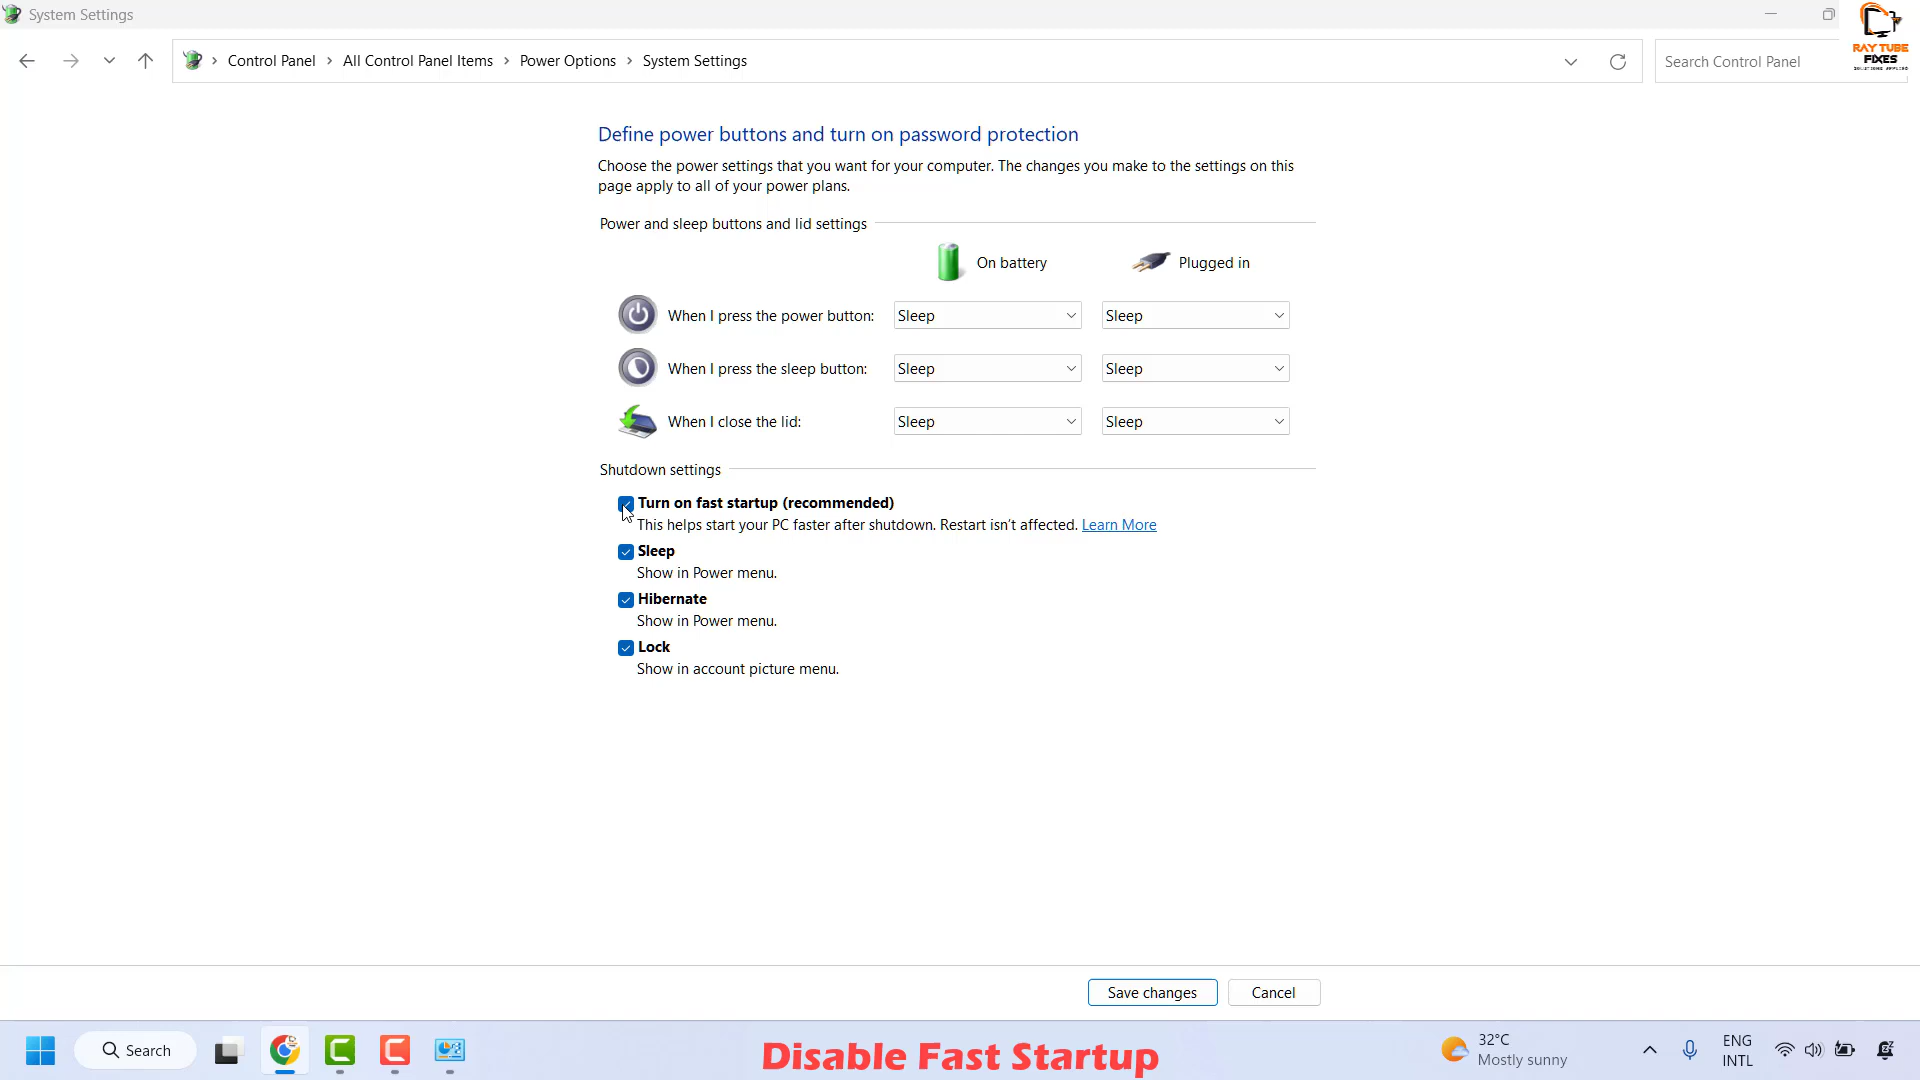 System Settings
RAY TUBE
FIXES
Control Panel > All Control Panel Items > Power Options > System Settings
Search Control Panel
Define power buttons and turn on password protection
Choose the power settings that you want for your computer. The changes you make to the settings on this
page apply to all of your power plans.
Power and sleep buttons and lid settings
On battery Plugged in
When I press the power button: Sleep Sleep
When I press the sleep button: Sleep Sleep
When I close the lid: Sleep Sleep
Shutdown settings
Turn on fast startup (recommended)
This helps start your PC faster after shutdown. Restart isn't affected. Learn More
Sleep
Show in Power menu.
Hibernate
Show in Power menu.
Lock
Show in account picture menu.
Save changes Cancel
Search
Disable Fast Startup
32°C
Mostly sunny
ENG
INTL